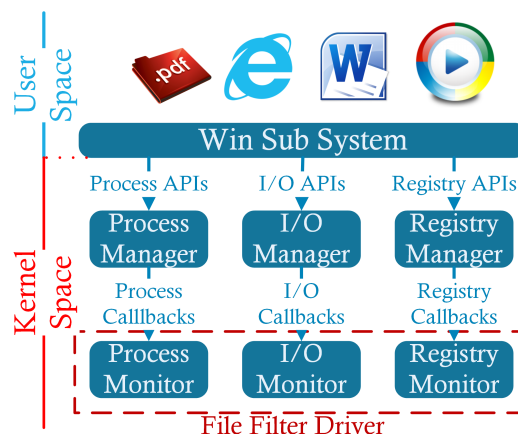 User
Space
.pdf
W
Win Sub System
Process APIs
I/O APIs
Registry APIs
Process
Manager
I/O
Manager
Registry
Manager
Kernel
Space
Process
Calllbacks
I/O
Callbacks
Registry
Callbacks
Process
Monitor
I/O
Monitor
Registry
Monitor
File Filter Driver